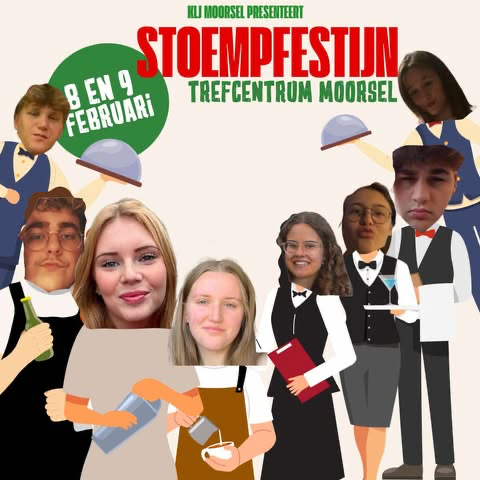 KLJ MOORSEL PRESENTEERT
STOEMPFESTIJN
TREFCENTRUM MOORSEL
8 EN 9
FEBRUARi